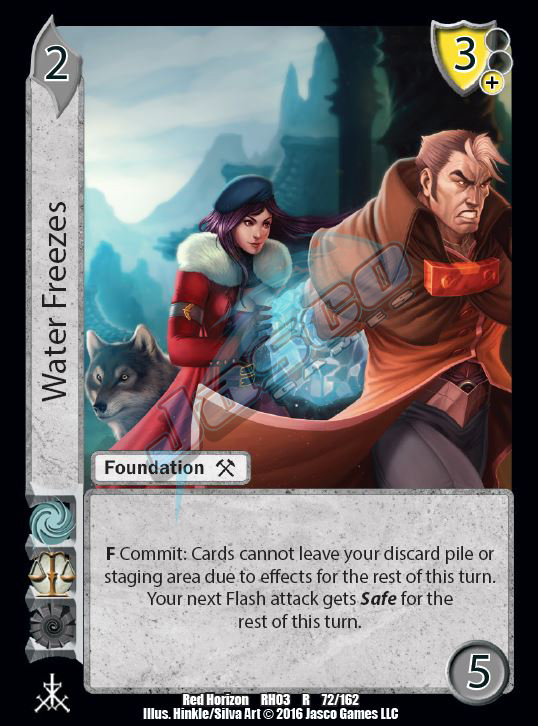 2
3
+
Water Freezes
Foundation
F Commit: Cards cannot leave your discard pile or
staging area due to effects for the rest of this turn.
Your next Flash attack gets Safe for the
rest of this turn.
5
Red Horizon RH03 R 72/162
Illus. Hinkle/Silva Art © 2016 Jasco Games LLC